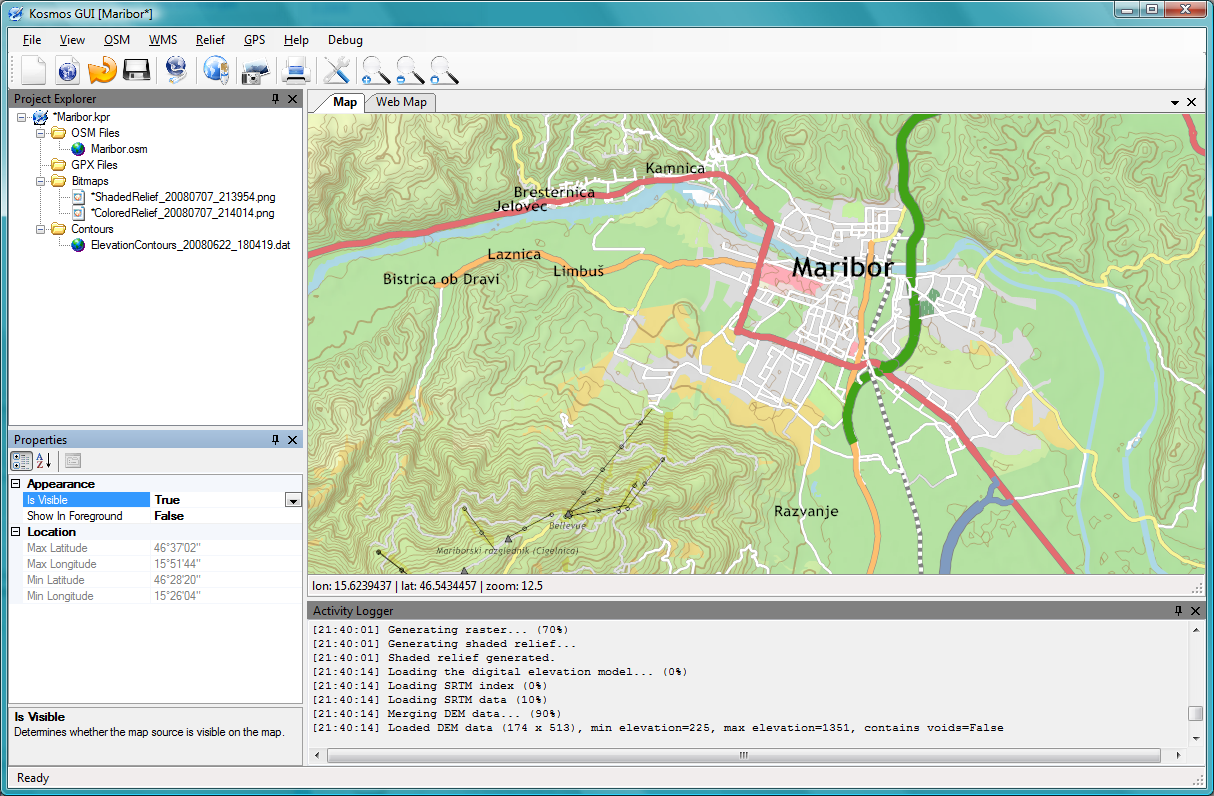 Kosmos GUI [Maribor*]
File View OSM WMS Relief GPS Help Debug
Project Explorer
*Maribor.kpr
OSM Files
Maribor.osm
GPX Files
Bitmaps
*ShadedRelief_20080707_213954.png
*ColoredRelief_20080707_214014.png
Contours
ElevationContours_20080622_180419.dat
Properties
Appearance
Is Visible True
Show In Foreground False
Location
Max Latitude 46°37'02"
Max Longitude 15°51'44"
Min Latitude 46°28'20"
Min Longitude 15°26'04"
Is Visible
Determines whether the map source is visible on the map.
Map Web Map
Kamnica
Bresternica
Jelovec
Laznica
Limbuš
Bistrica ob Dravi
Maribor
Razvanje
Bellevue
Mariborski razglednik (Cigelnica)
lon: 15.6239437 | lat: 46.5434457 | zoom: 12.5
Activity Logger
[21:40:01] Generating raster... (70%)
[21:40:01] Generating shaded relief...
[21:40:01] Shaded relief generated.
[21:40:14] Loading the digital elevation model... (0%)
[21:40:14] Loading SRTM index (0%)
[21:40:14] Loading SRTM data (10%)
[21:40:14] Merging DEM data... (90%)
[21:40:14] Loaded DEM data (174 x 513), min elevation=225, max elevation=1351, contains voids=False
Ready